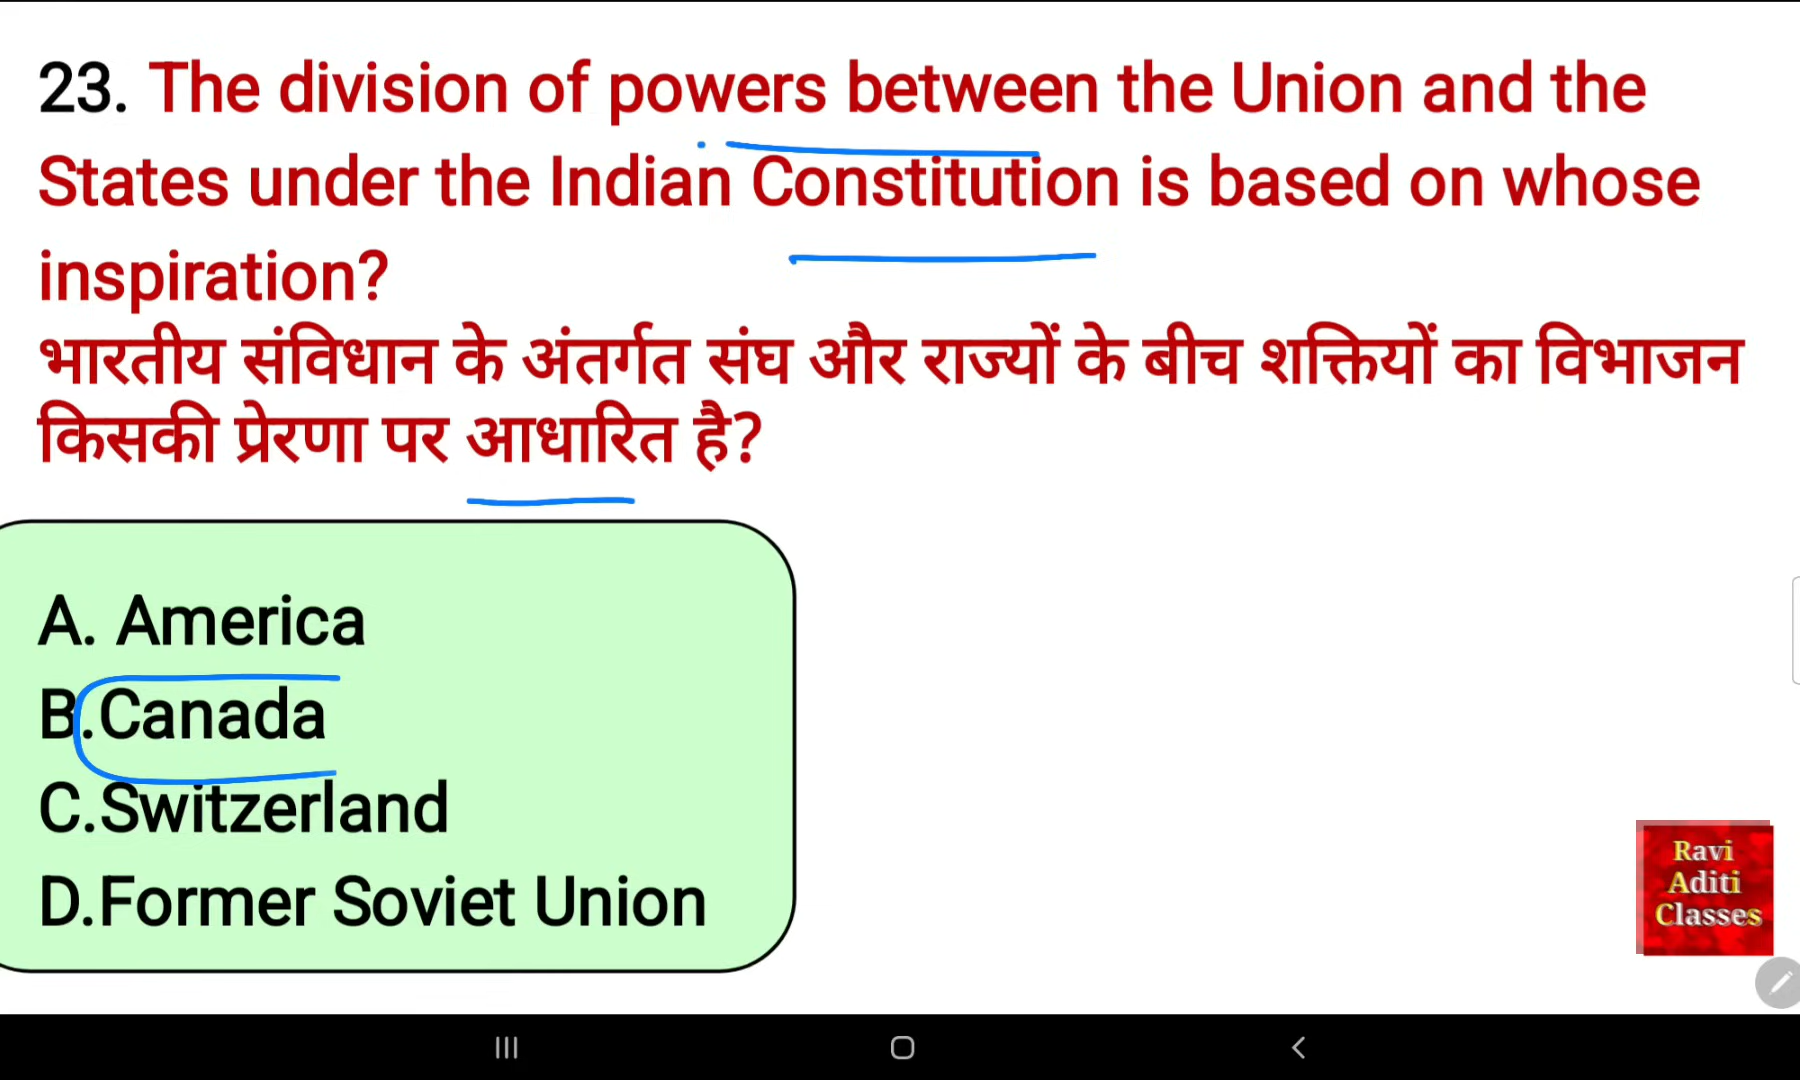 23. The division of powers between the Union and the
States under the Indian Constitution is based on whose
inspiration?
भारतीय संविधान के अंतर्गत संघ और राज्यों के बीच शक्तियों का विभाजन
किसकी प्रेरणा पर आधारित है?
A. America
B.Canada
C.Switzerland
D.Former Soviet Union
Ravi
Aditi
Classes